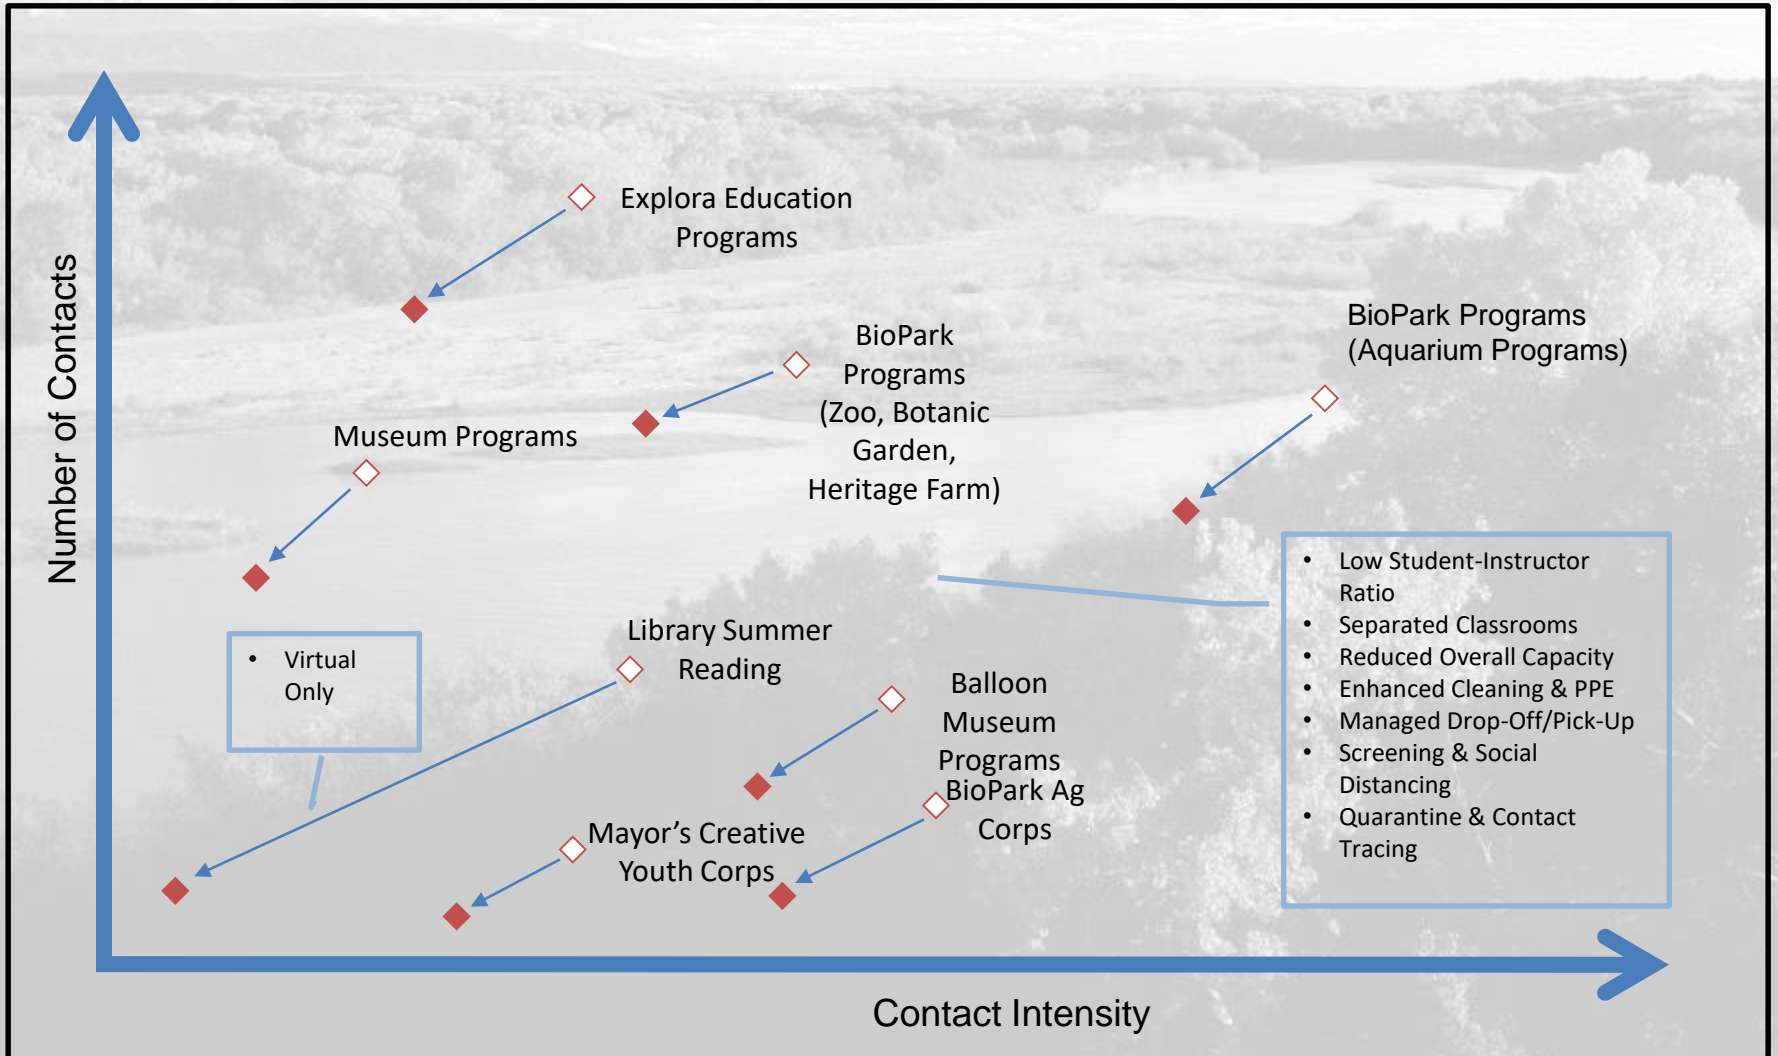 Number of Contacts
Explora Education
Programs
BioPark
Programs
(Zoo, Botanic
Garden,
Heritage Farm)
BioPark Programs
(Aquarium Programs)
Museum Programs
• Virtual
Only
Library Summer
Reading
Balloon
Museum
Programs
BioPark Ag
Corps
Mayor’s Creative
Youth Corps
• Low Student-Instructor
Ratio
• Separated Classrooms
• Reduced Overall Capacity
• Enhanced Cleaning & PPE
• Managed Drop-Off/Pick-Up
• Screening & Social
Distancing
• Quarantine & Contact
Tracing
Contact Intensity